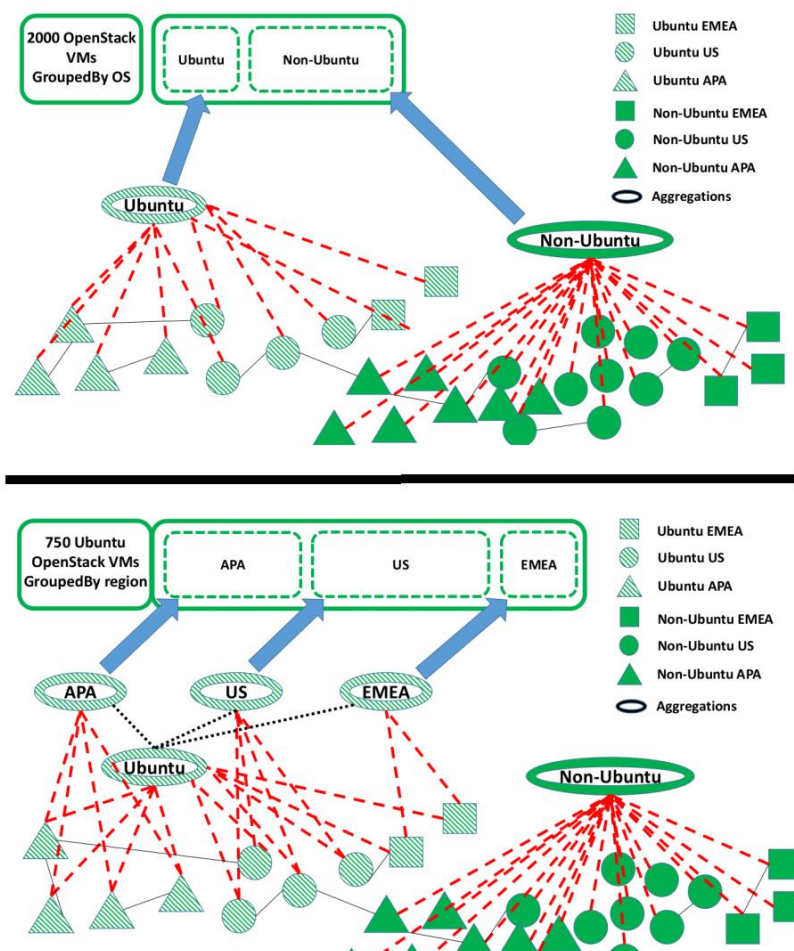 2000 OpenStack
VMs
GroupedBy OS
Ubuntu
Non-Ubuntu
Ubuntu EMEA
Ubuntu US
Ubuntu APA
Non-Ubuntu EMEA
Non-Ubuntu US
Non-Ubuntu APA
Aggregations
Ubuntu
Non-Ubuntu
750 Ubuntu
OpenStack VMs
GroupedBy region
APA
US
EMEA
Ubuntu EMEA
Ubuntu US
Ubuntu APA
Non-Ubuntu EMEA
Non-Ubuntu US
Non-Ubuntu APA
Aggregations
APA
US
EMEA
Ubuntu
Non-Ubuntu